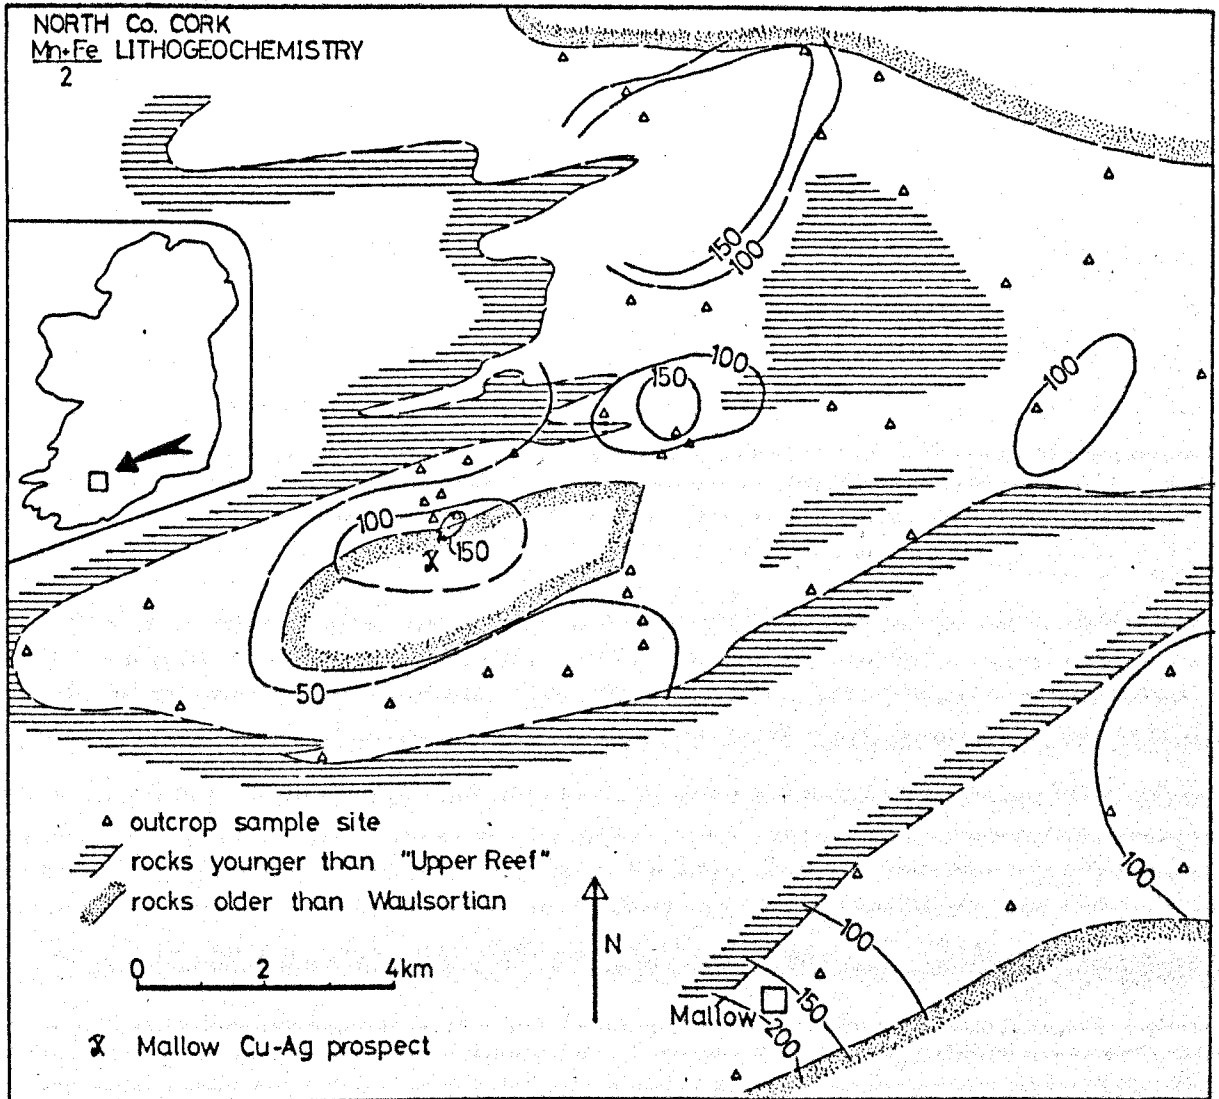 NORTH Co. CORK
Mn+Fe LITHOGEOCHEMISTRY
2
150
100
100
150
100
100
150
50
outcrop sample site
rocks younger than "Upper Reef"
rocks older than Waulsortian
0 2 4km
N
Mallow Cu-Ag prospect
100
100
150
200
Mallow